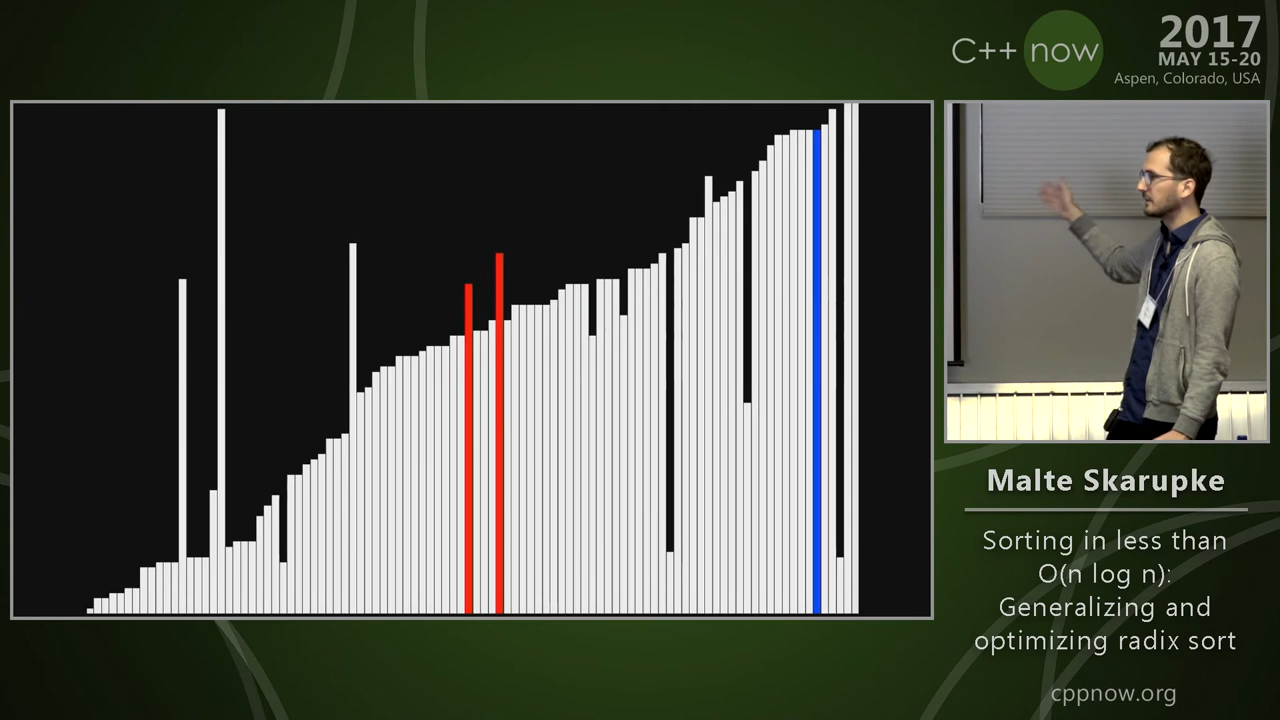 C++ now
2017
MAY 15-20
Aspen, Colorado, USA
Malte Skarupke
Sorting in less than
O(n log n):
Generalizing and
optimizing radix sort
cppnow.org